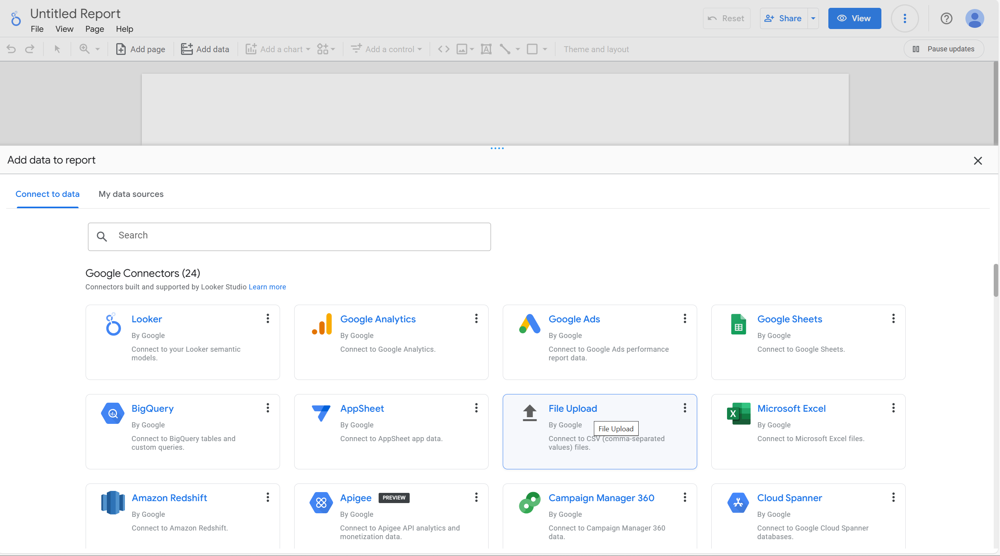 Untitled Report
File View Page Help
Reset
Share
View
Add page
Add data
Add a chart
Add a control
Theme and layout
Pause updates
Add data to report
Connect to data
My data sources
Search
Google Connectors (24)
Connectors built and supported by Looker Studio Learn more
Looker
By Google
Connect to your Looker semantic
models.
Google Analytics
By Google
Connect to Google Analytics.
Google Ads
By Google
Connect to Google Ads performance
report data.
Google Sheets
By Google
Connect to Google Sheets.
BigQuery
By Google
Connect to BigQuery tables and
custom queries.
AppSheet
By Google
Connect to AppSheet app data.
File Upload
By Google
File Upload
Connect to CSV (comma-separated
values) files.
Microsoft Excel
By Google
Connect to Microsoft Excel files.
Amazon Redshift
By Google
Connect to Amazon Redshift.
Apigee PREVIEW
By Google
Connect to Apigee API analytics and
monetization data.
Campaign Manager 360
By Google
Connect to Campaign Manager 360
data.
Cloud Spanner
By Google
Connect to Google Cloud Spanner
databases.